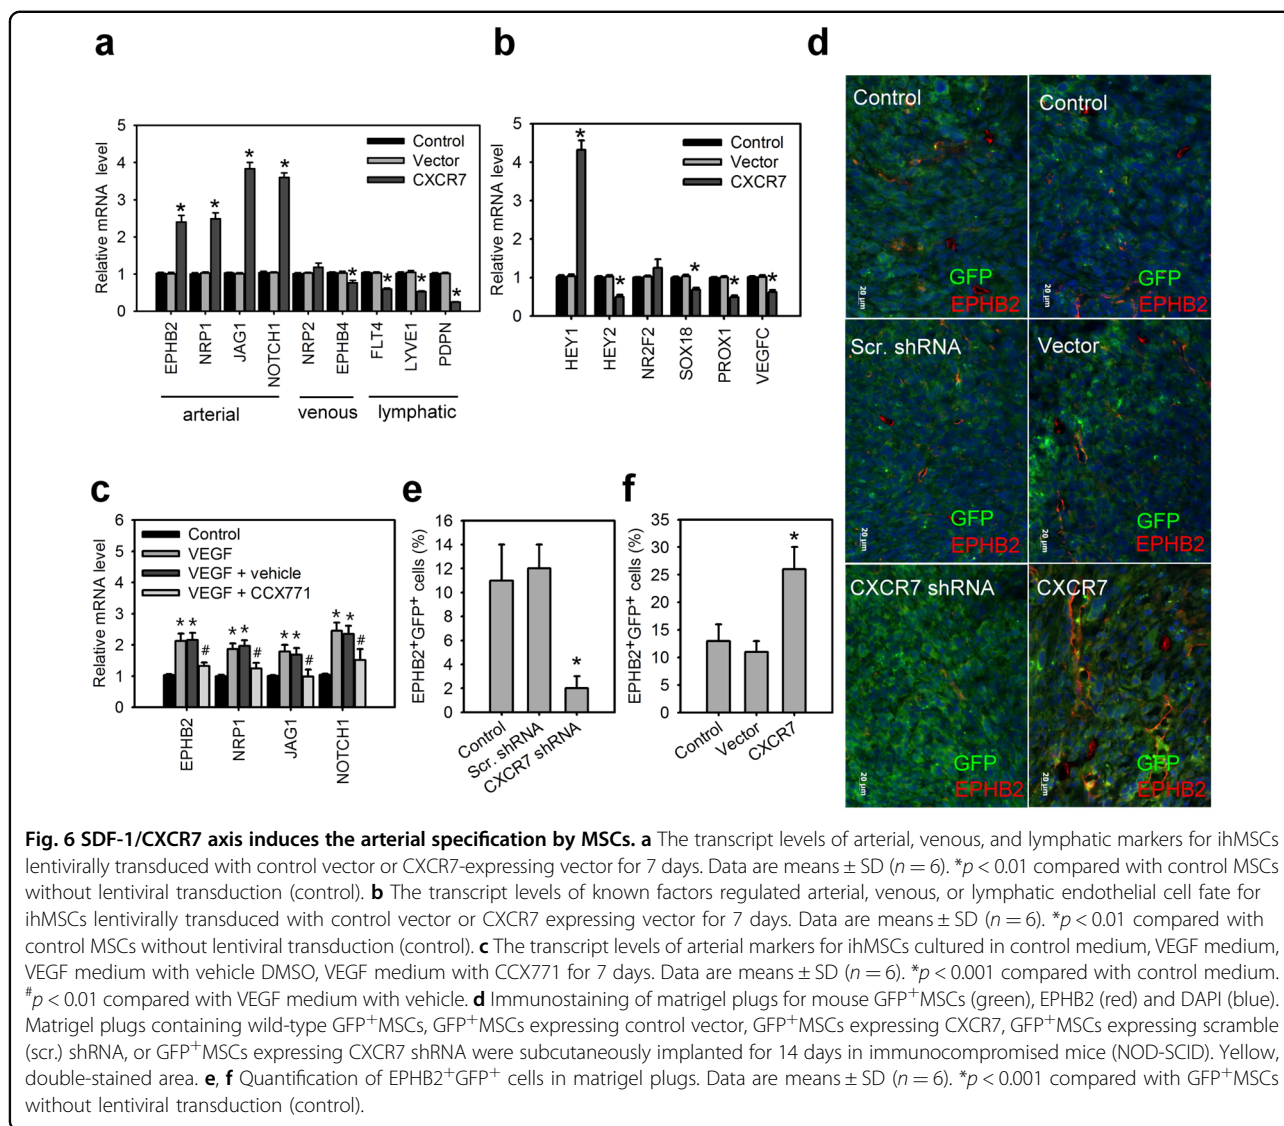 a
5
4
3
2
1
0
Relative mRNA level
Control
Vector
CXCR7
*
*
*
*
*
*
*
*
EPHB2
NRP1
JAG1
NOTCH1
NRP2
EPHB4
FLT4
LYVE1
PDPN
arterial
venous
lymphatic
b
5
4
3
2
1
0
Relative mRNA level
Control
Vector
CXCR7
*
*
*
*
*
HEY1
HEY2
NR2F2
SOX18
PROX1
VEGFC
c
6
5
4
3
2
1
0
Relative mRNA level
Control
VEGF
VEGF + vehicle
VEGF + CCX771
* * #
* * #
* * #
* * #
EPHB2
NRP1
JAG1
NOTCH1
e
16
14
12
10
8
6
4
2
0
EPHB2+GFP+ cells (%)
*
Control
Scr. shRNA
CXCR7 shRNA
f
35
30
25
20
15
10
5
0
EPHB2+GFP+ cells (%)
*
Control
Vector
CXCR7
d
Control
GFP
EPHB2
20 μm
Control
GFP
EPHB2
20 μm
Scr. shRNA
GFP
EPHB2
20 μm
Vector
GFP
EPHB2
20 μm
CXCR7 shRNA
GFP
EPHB2
20 μm
CXCR7
GFP
EPHB2
20 μm
Fig. 6 SDF-1/CXCR7 axis induces the arterial specification by MSCs. a The transcript levels of arterial, venous, and lymphatic markers for ihMSCs
lentivirally transduced with control vector or CXCR7-expressing vector for 7 days. Data are means ± SD (n = 6). *p < 0.01 compared with control MSCs
without lentiviral transduction (control). b The transcript levels of known factors regulated arterial, venous, or lymphatic endothelial cell fate for
ihMSCs lentivirally transduced with control vector or CXCR7 expressing vector for 7 days. Data are means ± SD (n = 6). *p < 0.01 compared with
control MSCs without lentiviral transduction (control). c The transcript levels of arterial markers for ihMSCs cultured in control medium, VEGF medium,
VEGF medium with vehicle DMSO, VEGF medium with CCX771 for 7 days. Data are means ± SD (n = 6). *p < 0.001 compared with control medium.
#p < 0.01 compared with VEGF medium with vehicle. d Immunostaining of matrigel plugs for mouse GFP+MSCs (green), EPHB2 (red) and DAPI (blue).
Matrigel plugs containing wild-type GFP+MSCs, GFP+MSCs expressing control vector, GFP+MSCs expressing CXCR7, GFP+MSCs expressing scramble
(scr.) shRNA, or GFP+MSCs expressing CXCR7 shRNA were subcutaneously implanted for 14 days in immunocompromised mice (NOD-SCID). Yellow,
double-stained area. e, f Quantification of EPHB2+GFP+ cells in matrigel plugs. Data are means ± SD (n = 6). *p < 0.001 compared with GFP+MSCs
without lentiviral transduction (control).